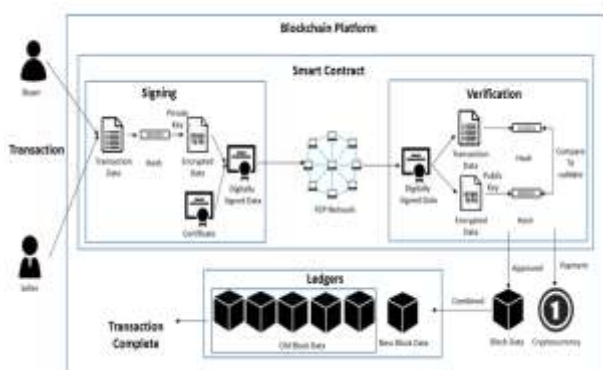 Blockchain Platform
Smart Contract
Buyer
Transaction
Seller
Signing
Transaction
Data
Hash
Private
Key
Encrypted
Data
Certificate
Digitally
Signed Data
P2P Network
Verification
Digitally
Signed Data
Transaction
Data
Hash
Public
Key
Encrypted
Data
Hash
Compare
To
validate
Approved
Payment
Ledgers
Old Block Data
New Block Data
Combined
Block Data
Cryptocurrency
1
Transaction
Complete